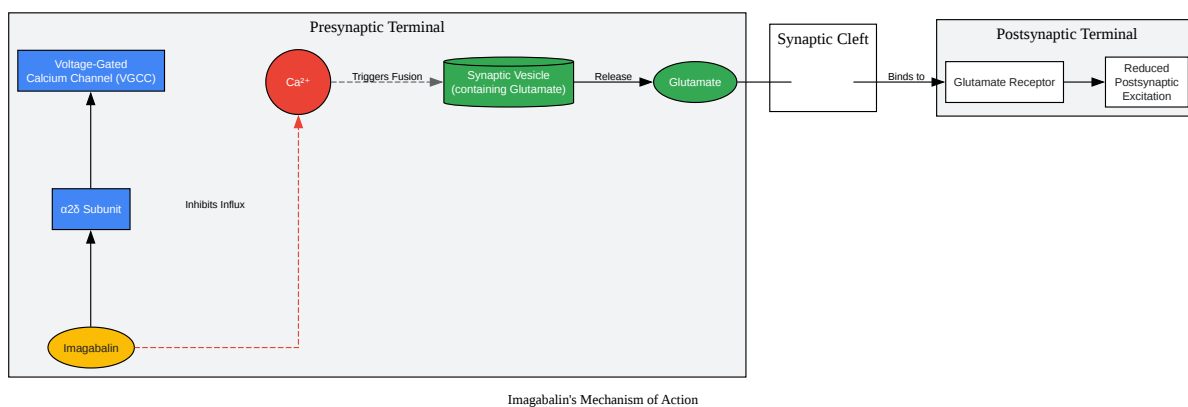 Presynaptic Terminal
Voltage-Gated
Calcium Channel (VGCC)
Ca²⁺
Triggers Fusion
Synaptic Vesicle
(containing Glutamate)
Release
Glutamate
Synaptic Cleft
Binds to
Postsynaptic Terminal
Glutamate Receptor
Reduced
Postsynaptic
Excitation
α2δ Subunit
Inhibits Influx
Imagabalin
Imagabalin's Mechanism of Action